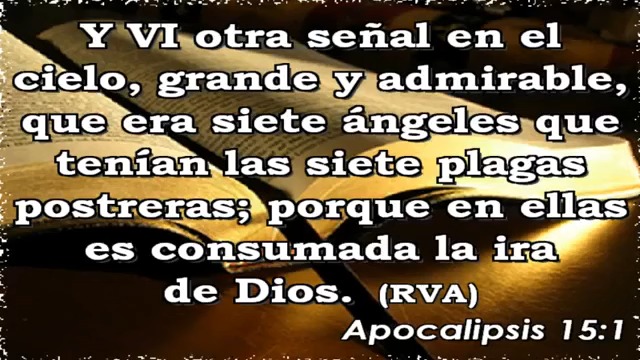 Y VI otra señal en el
cielo, grande y admirable,
que era siete ángeles que
tenían las siete plagas
postreras; porque en ellas
es consumada la ira
de Dios. (RVA)
Apocalipsis 15:1